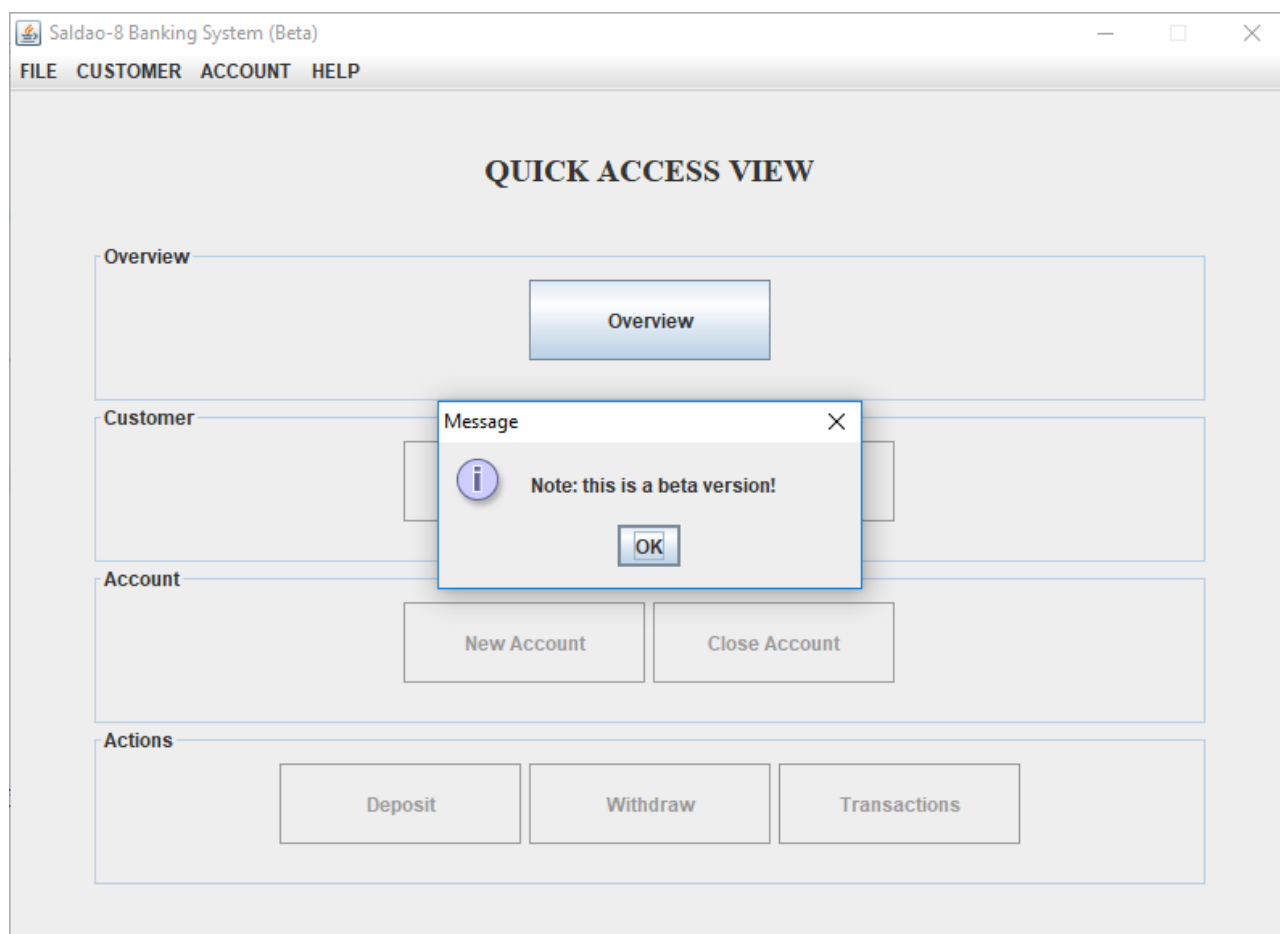 Saldao-8 Banking System (Beta)
FILE CUSTOMER ACCOUNT HELP
QUICK ACCESS VIEW
Overview
Overview
Customer
Message
Note: this is a beta version!
OK
Account
New Account Close Account
Actions
Deposit Withdraw Transactions